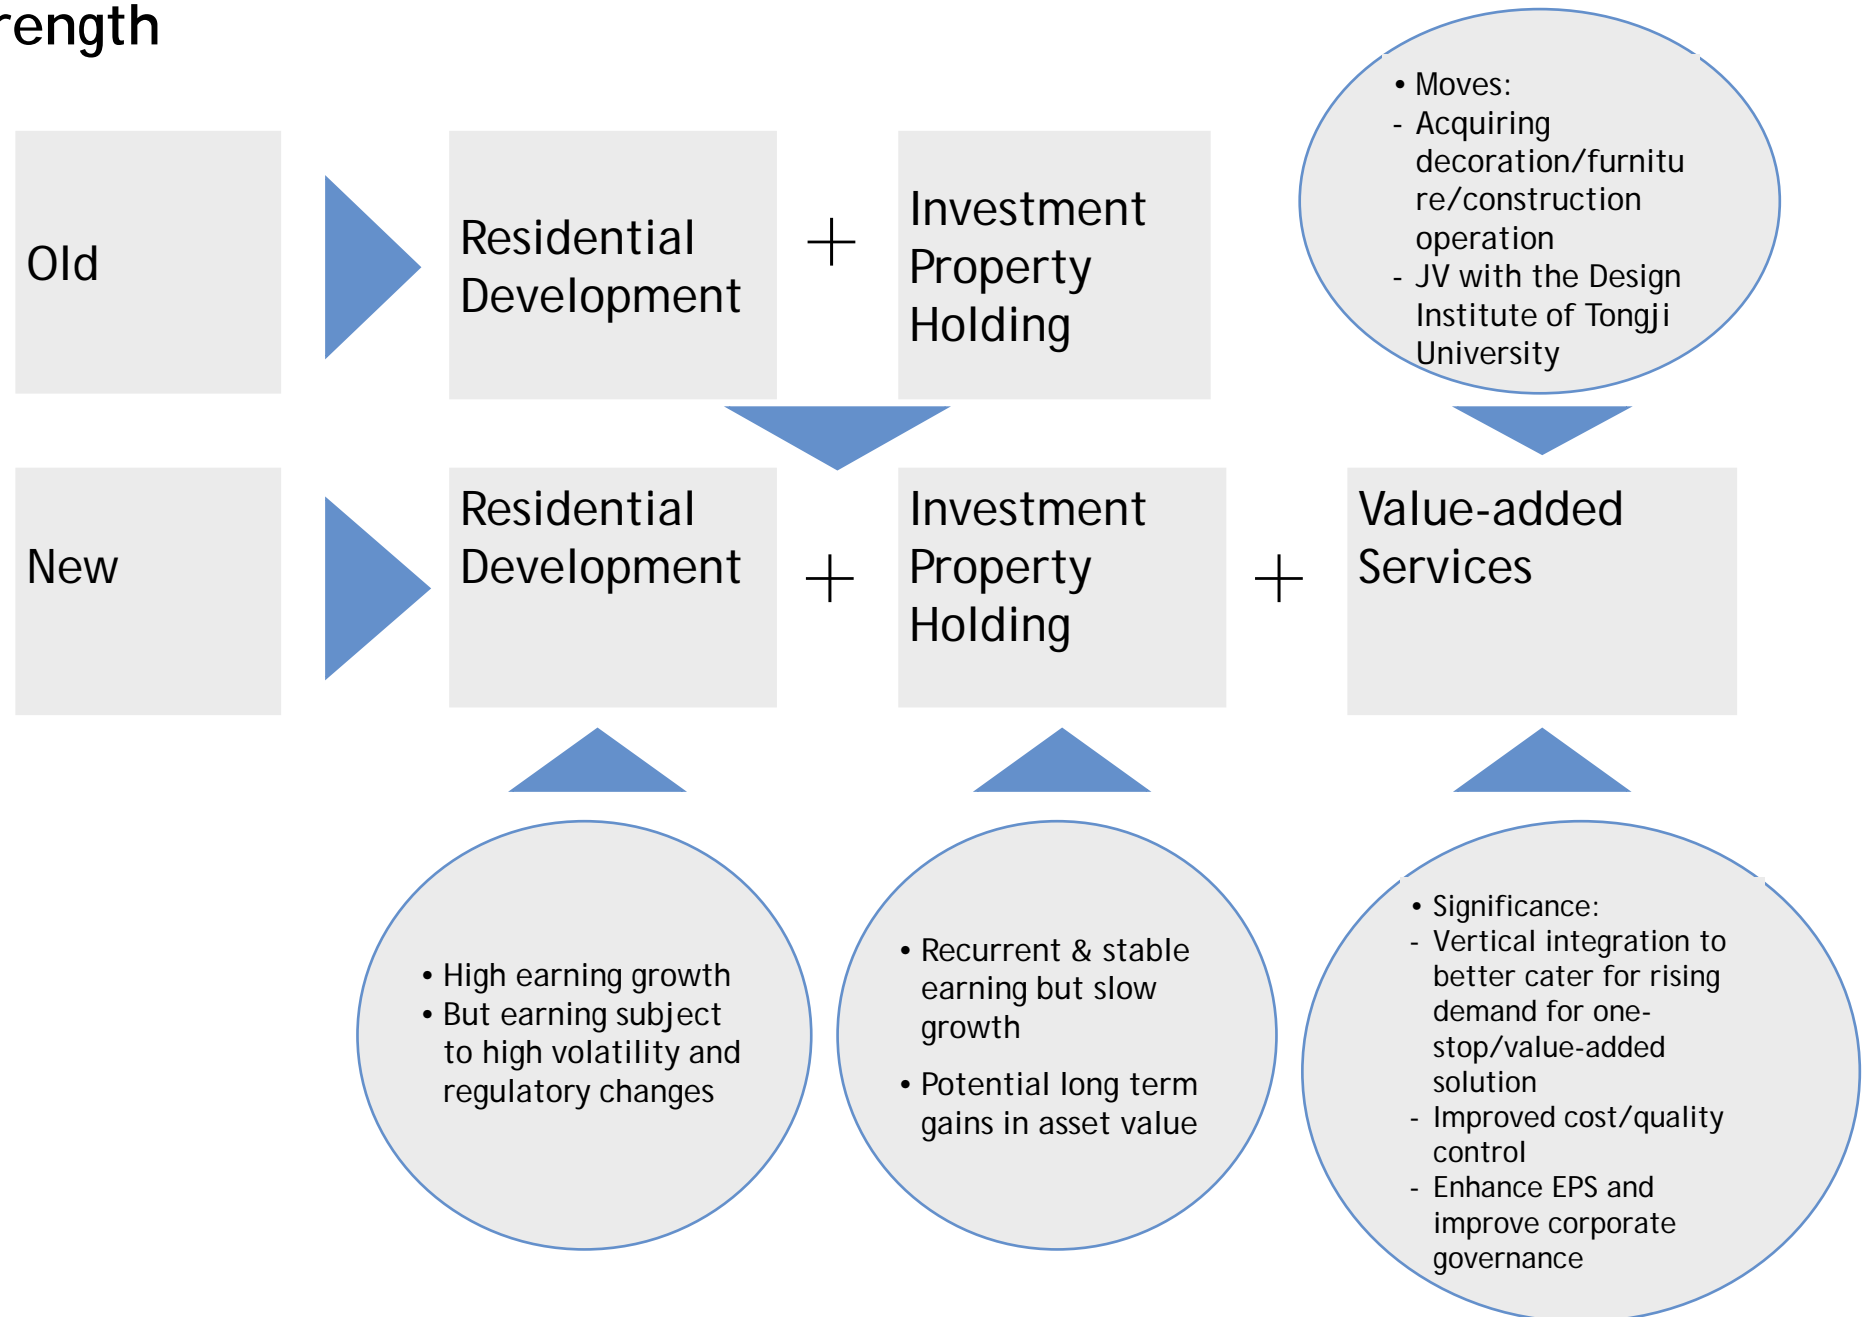 rength
Old
Residential
Development
+
Investment
Property
Holding
• Moves:
- Acquiring
decoration/furnitu
re/construction
operation
- JV with the Design
Institute of Tongji
University
New
Residential
Development
+
Investment
Property
Holding
+
Value-added
Services
• High earning growth
• But earning subject
to high volatility and
regulatory changes
• Recurrent & stable
earning but slow
growth
• Potential long term
gains in asset value
• Significance:
- Vertical integration to
better cater for rising
demand for one-
stop/value-added
solution
- Improved cost/quality
control
- Enhance EPS and
improve corporate
governance